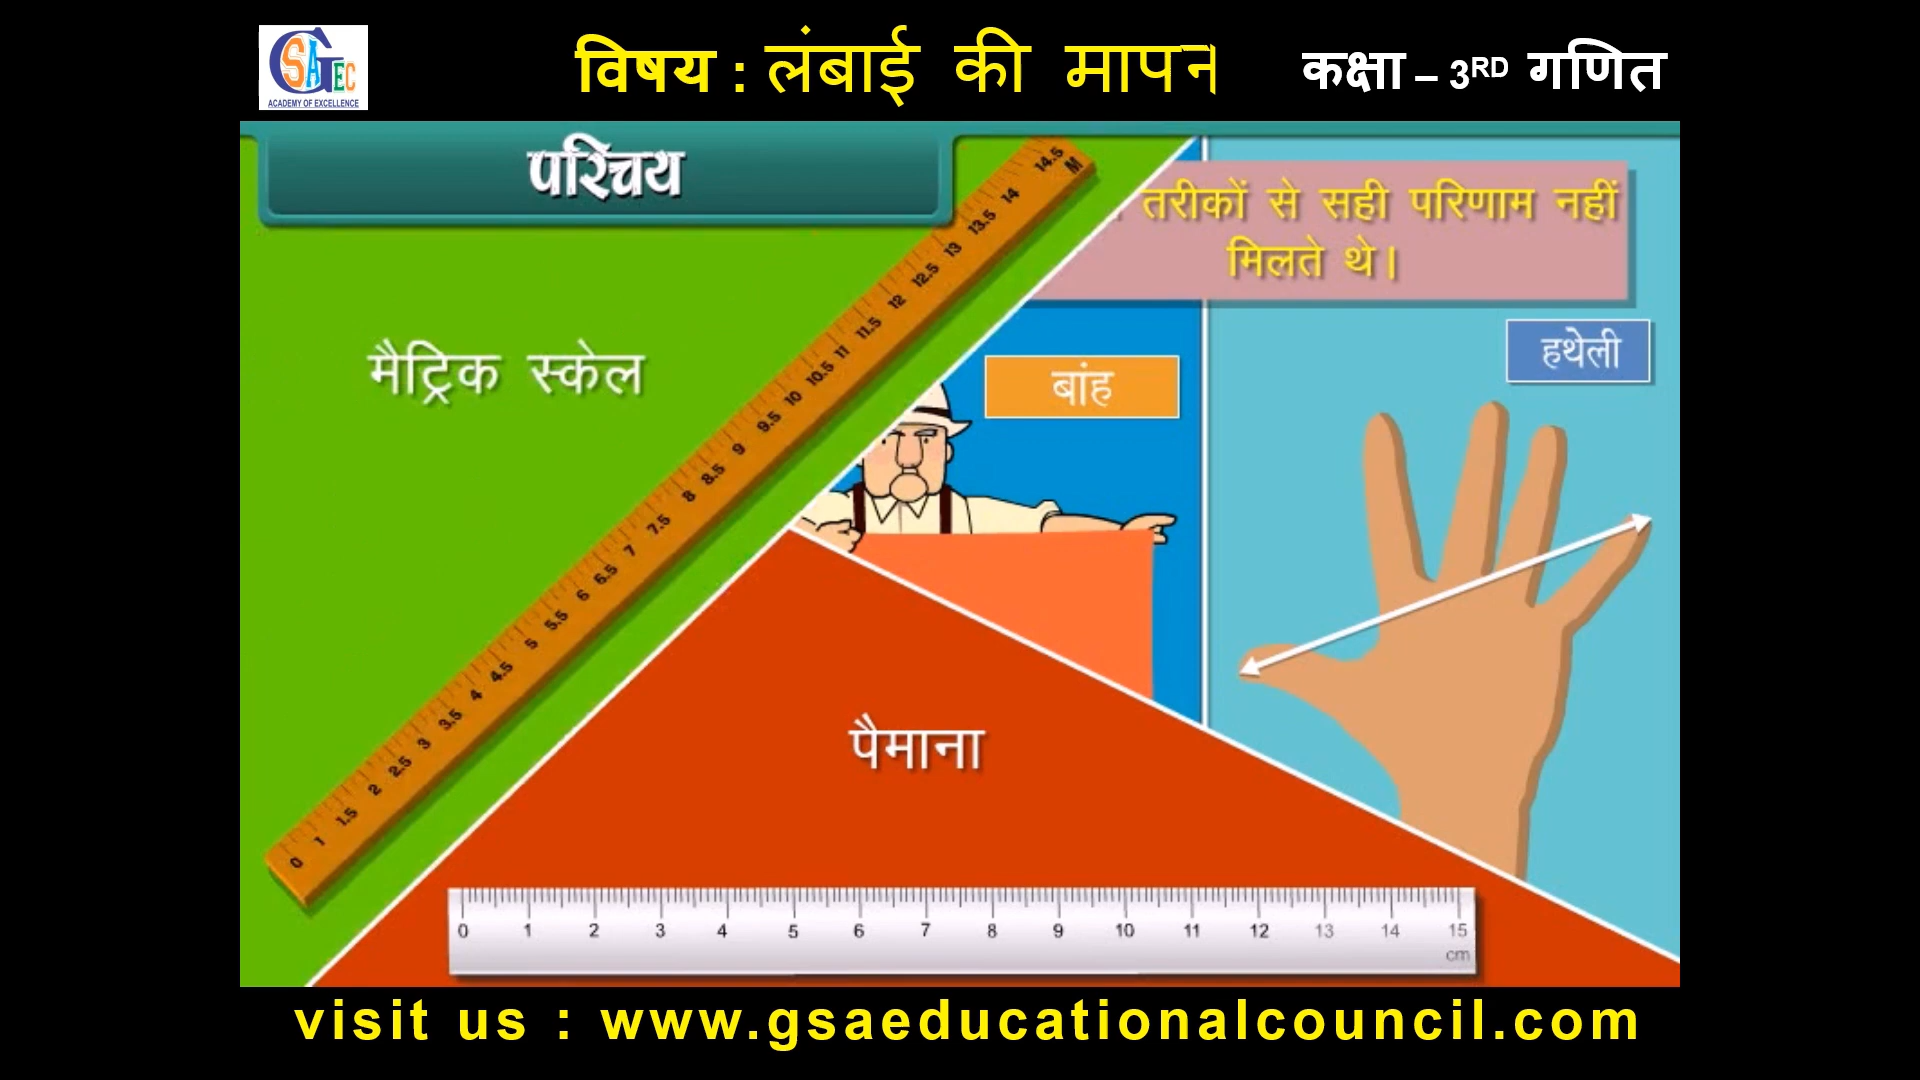 GSA TEC
ACADEMY OF EXCELLENCE
विषय : लंबाई की मापन
कक्षा – 3RD गणित
परिचय
तरीकों से सही परिणाम नहीं
मिलते थे।
मैट्रिक स्केल
बांह
हथेली
0 1 1.5 2 2.5 3 3.5 4 4.5 5 5.5 6 6.5 7 7.5 8 8.5 9 9.5 10 10.5 11 11.5 12 12.5 13 13.5 14 14.5
M
पैमाना
0 1 2 3 4 5 6 7 8 9 10 11 12 13 14 15
cm
visit us : www.gsaeducationalcouncil.com